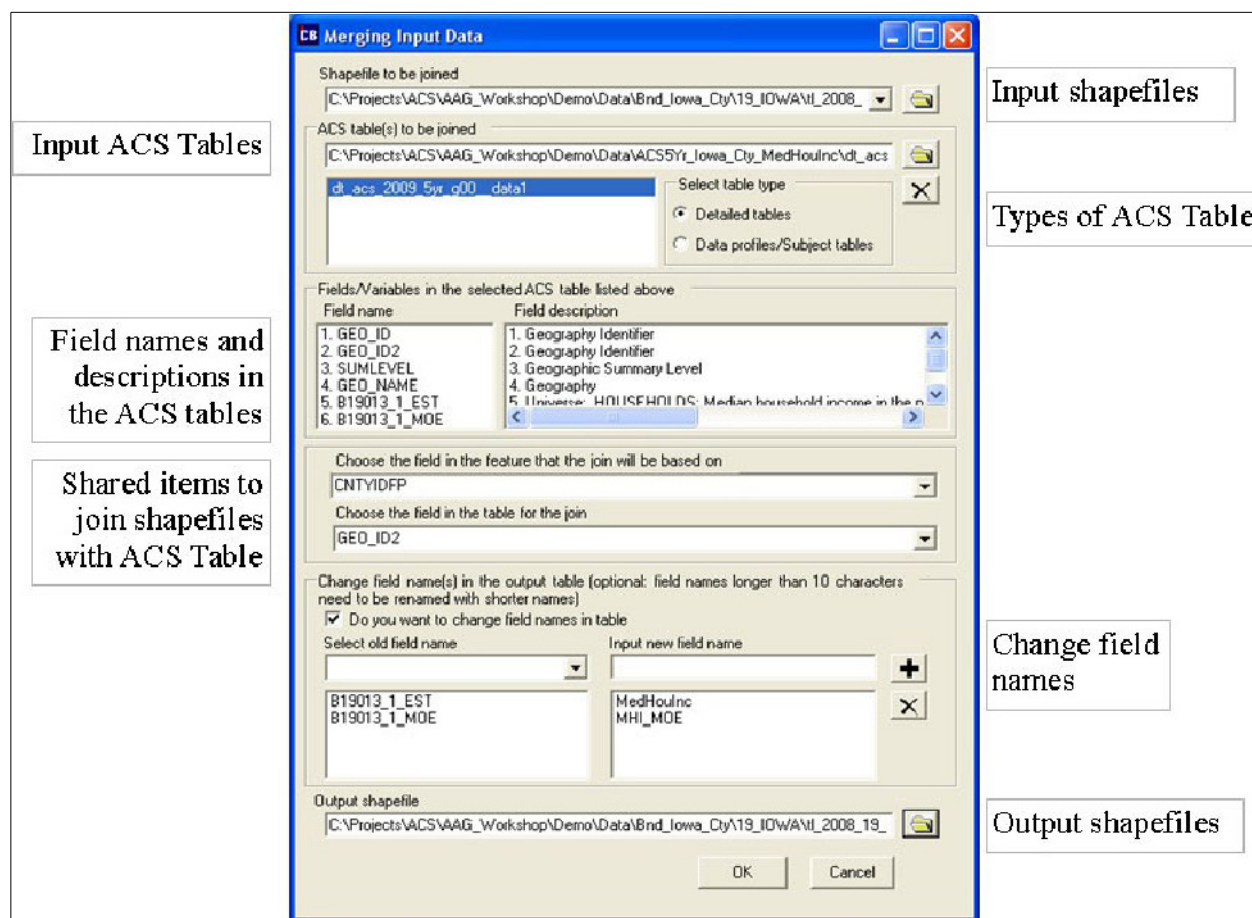 CB Merging Input Data
Shapefile to be joined
C:\Projects\ACS\AAG_Workshop\Demo\Data\Bnd_Iowa_Cty\19_IOWA\tl_2008_
Input shapefiles
Input ACS Tables
ACS table(s) to be joined
C:\Projects\ACS\AAG_Workshop\Demo\Data\ACS5Yr_Iowa_Cty_MedHouInc\dt_acs
dt_acs_2009_5yr_g00__data1
Select table type
Detailed tables
Data profiles/Subject tables
Types of ACS Table
Fields/Variables in the selected ACS table listed above
Field name
Field description
1. GEO_ID
2. GEO_ID2
3. SUMLEVEL
4. GEO_NAME
5. B19013_1_EST
6. B19013_1_MOE
1. Geography Identifier
2. Geography Identifier
3. Geographic Summary Level
4. Geography
5. Universe: HOUSEHOLDS: Median household income in the p
Field names and
descriptions in
the ACS tables
Shared items to
join shapefiles
with ACS Table
Choose the field in the feature that the join will be based on
CNTYIDFP
Choose the field in the table for the join
GEO_ID2
Change field name(s) in the output table (optional: field names longer than 10 characters
need to be renamed with shorter names)
Do you want to change field names in table
Select old field name
Input new field name
B19013_1_EST
B19013_1_MOE
MedHouInc
MHI_MOE
Change field
names
Output shapefile
C:\Projects\ACS\AAG_Workshop\Demo\Data\Bnd_Iowa_Cty\19_IOWA\tl_2008_19_
Output shapefiles
OK
Cancel